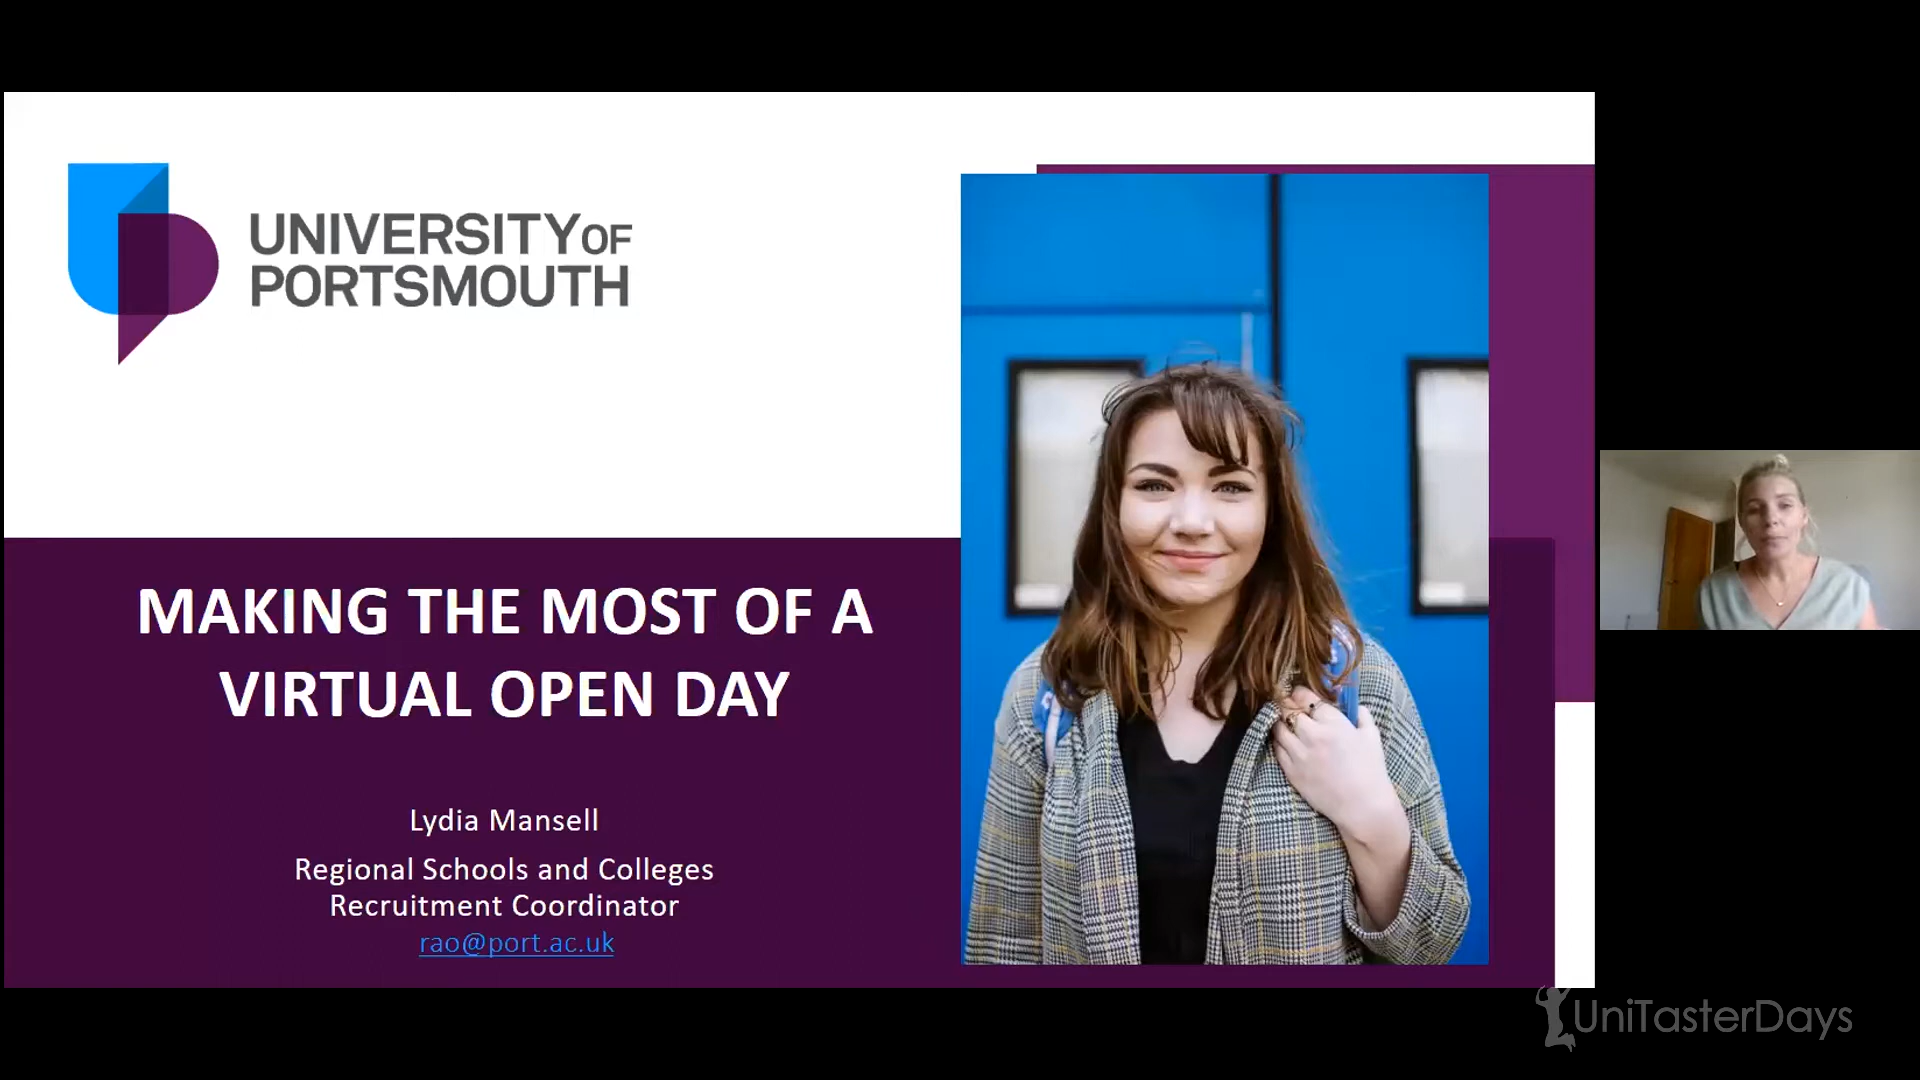 UNIVERSITY OF
PORTSMOUTH
MAKING THE MOST OF A
VIRTUAL OPEN DAY
Lydia Mansell
Regional Schools and Colleges
Recruitment Coordinator
rao@port.ac.uk
UniTasterDays